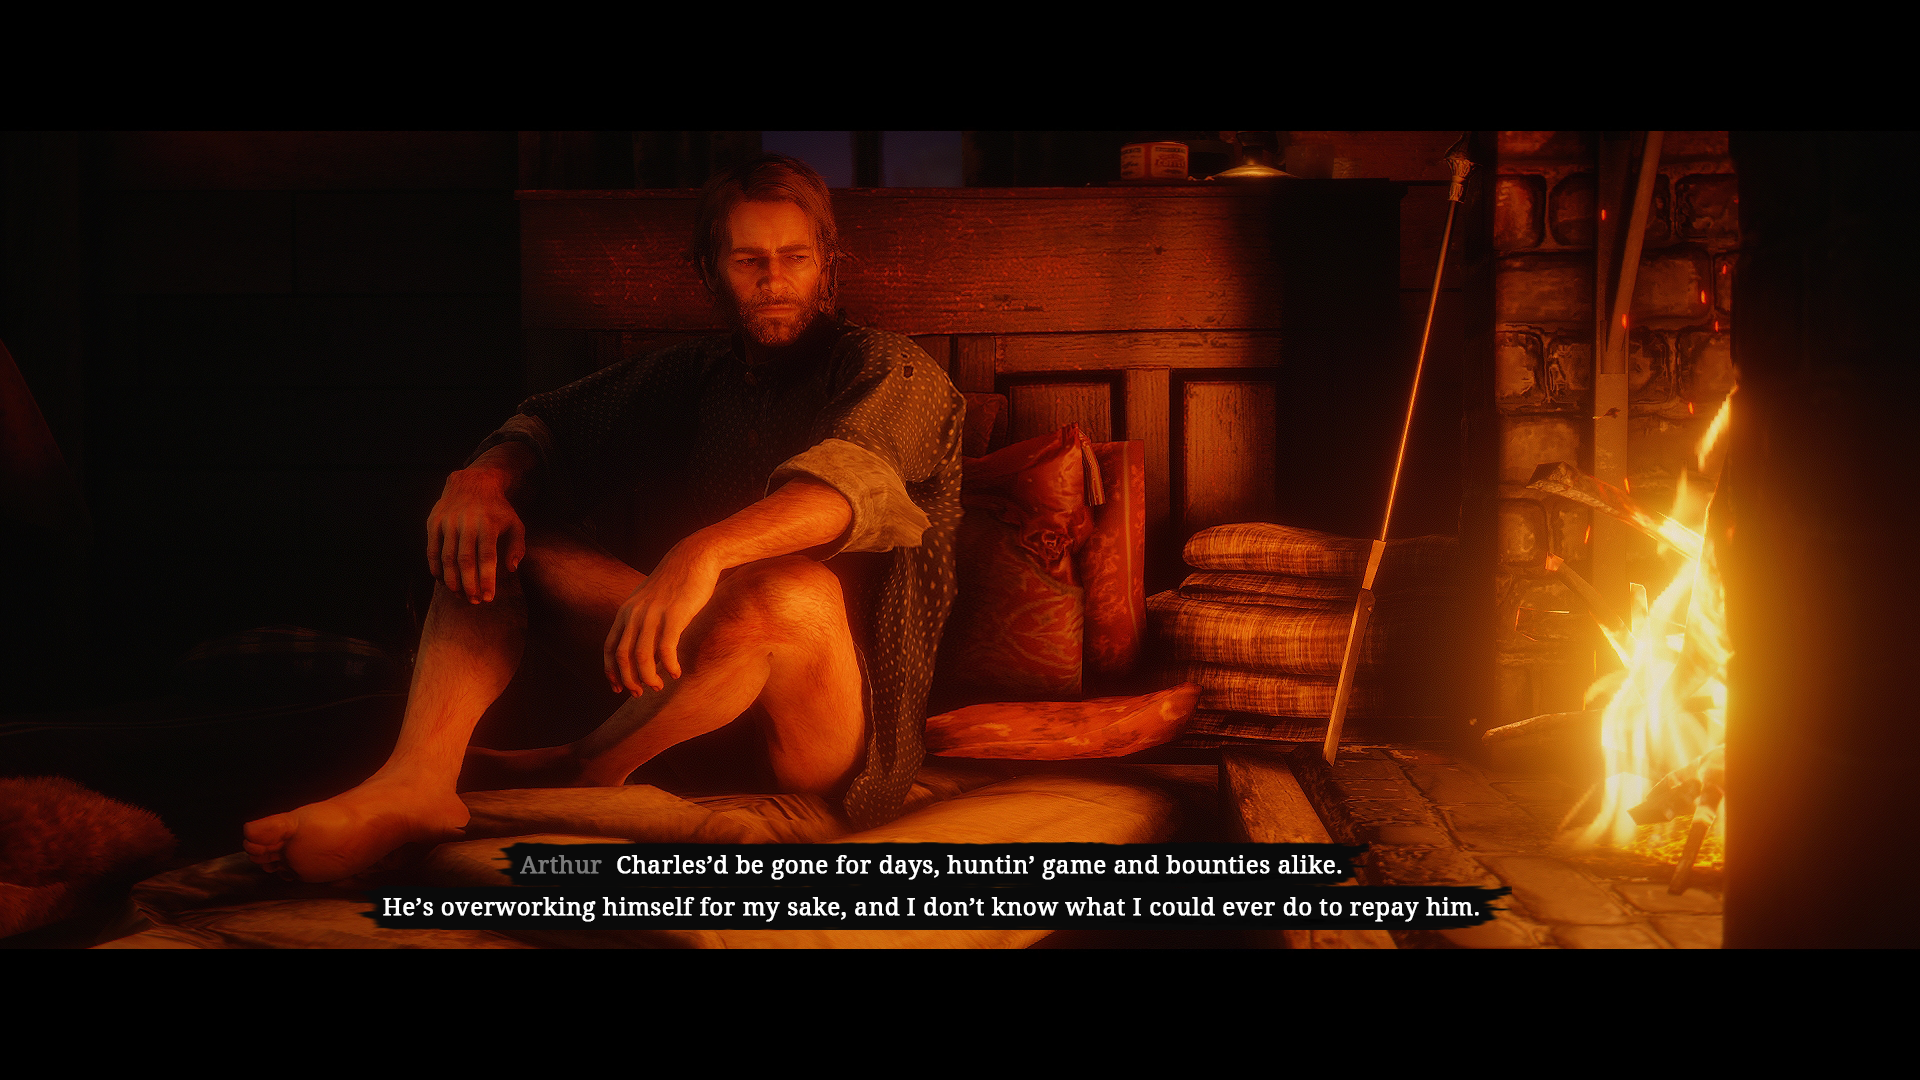 Arthur Charles’d be gone for days, huntin’ game and bounties alike.
He’s overworking himself for my sake, and I don’t know what I could ever do to repay him.